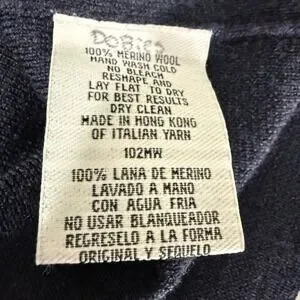 100% MERINO WOOL
HAND WASH COLD
NO BLEACH
RESHAPE AND
LAY FLAT TO DRY
FOR BEST RESULTS
DRY CLEAN
MADE IN HONG KONG
OF ITALIAN YARN
102MW
100% LANA DE MERINO
LAVADO A MANO
CON AGUA FRIA
NO USAR BLANQUEADOR
REGRESELO A LA FORMA
ORIGINAL Y SEQUELO